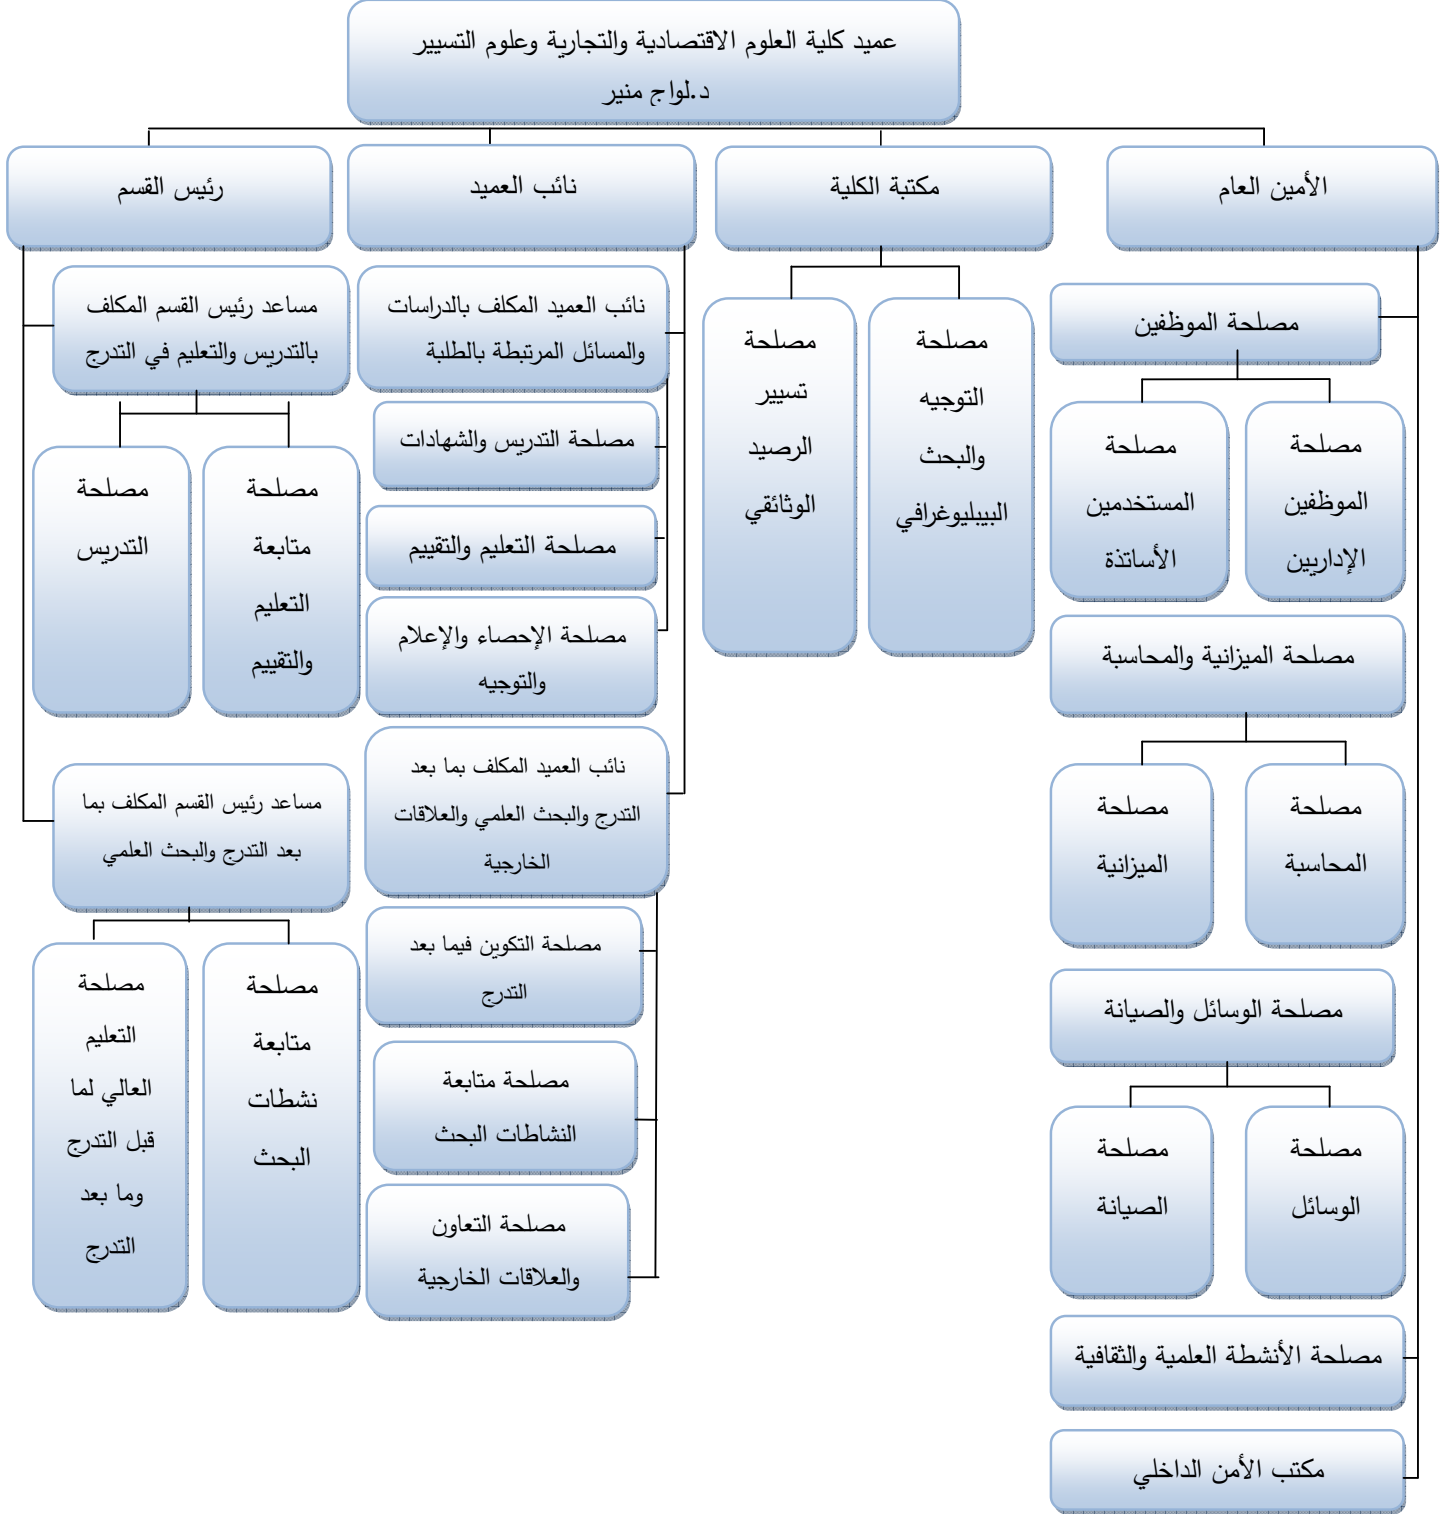 عميد كلية العلوم الاقتصادية والتجارية وعلوم التسيير
د.لواج منير
الأمين العام
مكتبة الكلية
نائب العميد
رئيس القسم
مصلحة الموظفين
مصلحة
الموظفين
الإداريين
مصلحة
المستخدمين
الأساتذة
مصلحة الميزانية والمحاسبة
مصلحة
المحاسبة
مصلحة
الميزانية
مصلحة الوسائل والصيانة
مصلحة
الوسائل
مصلحة
الصيانة
مصلحة الأنشطة العلمية والثقافية
مكتب الأمن الداخلي
مصلحة
التوجيه
والبحث
البيبليوغرافي
مصلحة
تسيير
الرصيد
الوثائقي
نائب العميد المكلف بالدراسات
والمسائل المرتبطة بالطلبة
مصلحة التدريس والشهادات
مصلحة التعليم والتقييم
مصلحة الإحصاء والإعلام
والتوجيه
نائب العميد المكلف بما بعد
التدرج والبحث العلمي والعلاقات
الخارجية
مصلحة التكوين فيما بعد
التدرج
مصلحة متابعة
النشاطات البحث
مصلحة التعاون
والعلاقات الخارجية
مساعد رئيس القسم المكلف
بالتدريس والتعليم في التدرج
مصلحة
متابعة
التعليم
والتقييم
مصلحة
التدريس
مساعد رئيس القسم المكلف بما
بعد التدرج والبحث العلمي
مصلحة
متابعة
نشطات
البحث
مصلحة
التعليم
العالي لما
قبل التدرج
وما بعد
التدرج